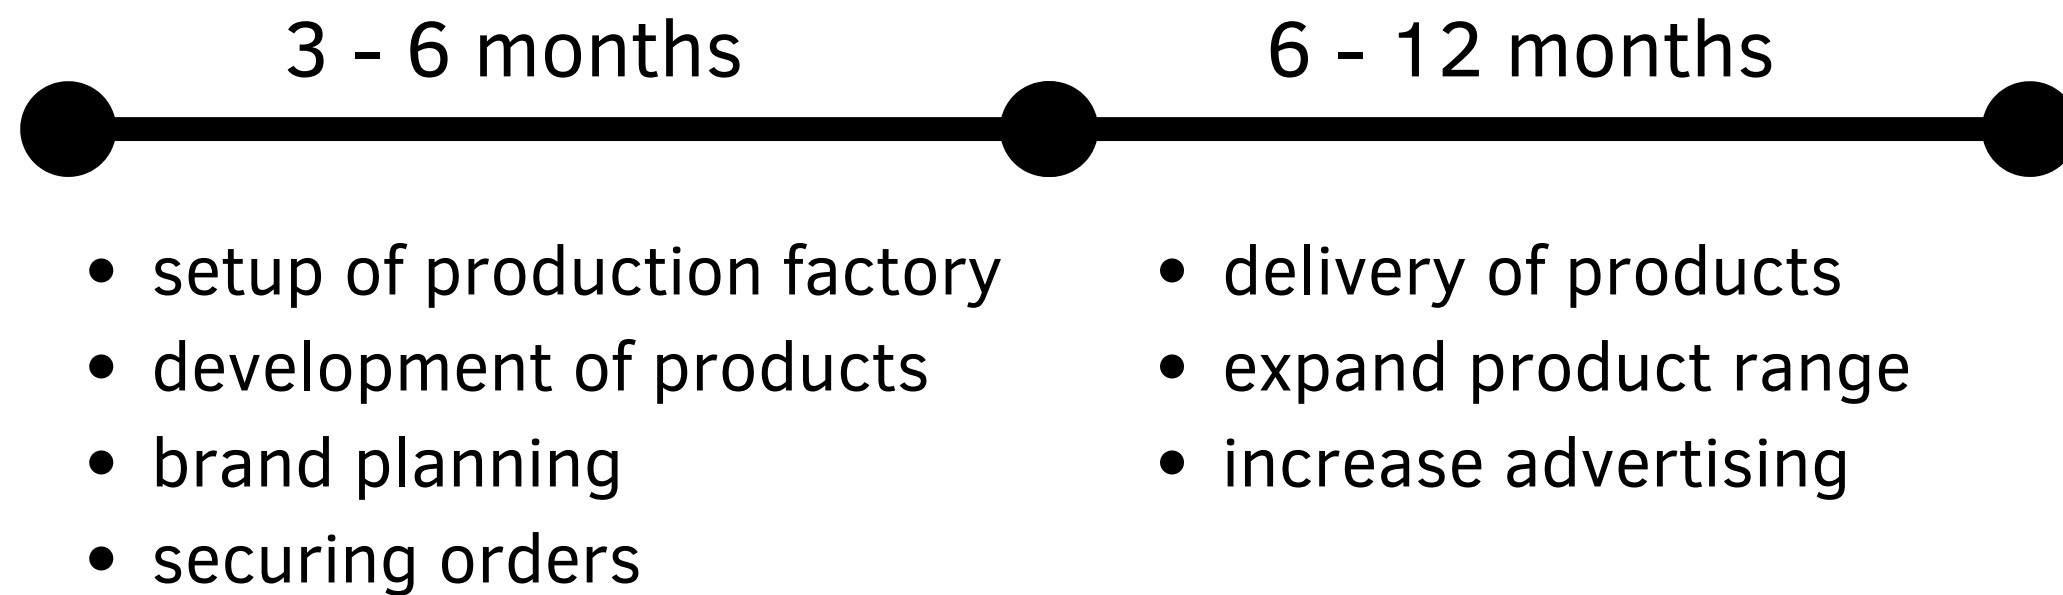 3 - 6 months
6 - 12 months
• setup of production factory
• development of products
• brand planning
• securing orders
• delivery of products
• expand product range
• increase advertising